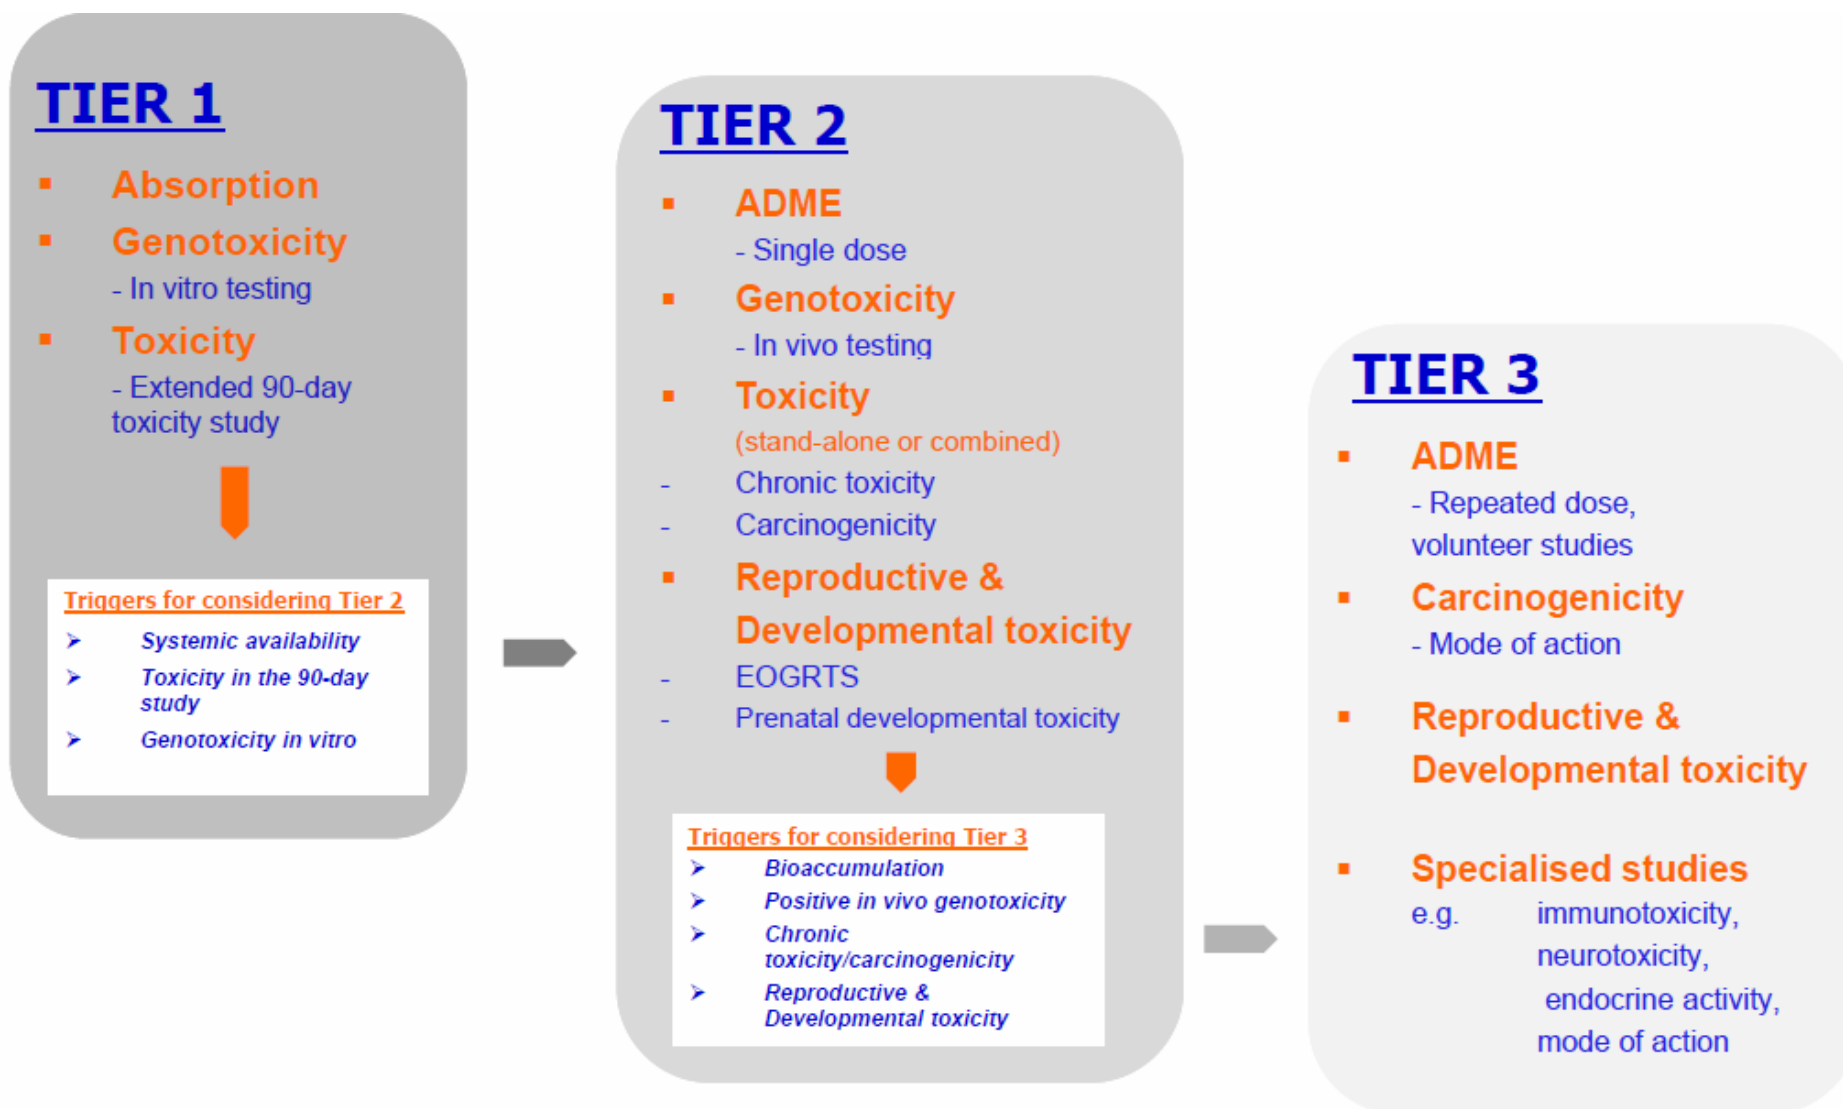 TIER 1
▪ Absorption
▪ Genotoxicity
- In vitro testing
▪ Toxicity
- Extended 90-day
toxicity study
Triggers for considering Tier 2
➢ Systemic availability
➢ Toxicity in the 90-day
study
➢ Genotoxicity in vitro
TIER 2
▪ ADME
- Single dose
▪ Genotoxicity
- In vivo testing
▪ Toxicity
(stand-alone or combined)
- Chronic toxicity
- Carcinogenicity
▪ Reproductive &
Developmental toxicity
- EOGRTS
- Prenatal developmental toxicity
Triggers for considering Tier 3
➢ Bioaccumulation
➢ Positive in vivo genotoxicity
➢ Chronic
toxicity/carcinogenicity
➢ Reproductive &
Developmental toxicity
TIER 3
▪ ADME
- Repeated dose,
volunteer studies
▪ Carcinogenicity
- Mode of action
▪ Reproductive &
Developmental toxicity
▪ Specialised studies
e.g. immunotoxicity,
neurotoxicity,
endocrine activity,
mode of action